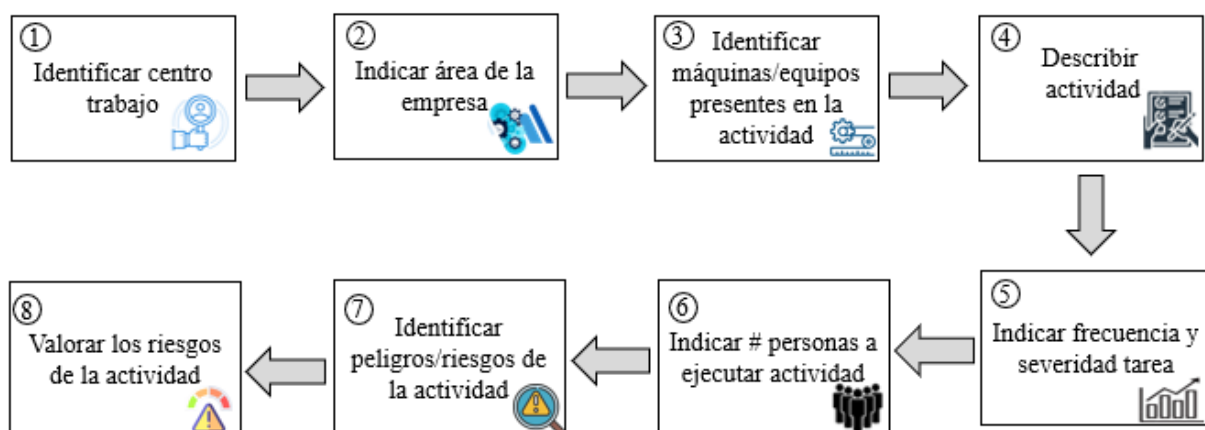 ①
Identificar centro
trabajo
②
Indicar área de la
empresa
③
Identificar
máquinas/equipos
presentes en la
actividad
④
Describir
actividad
⑤
Indicar frecuencia y
severidad tarea
⑥
Indicar # personas a
ejecutar actividad
⑦
Identificar
peligros/riesgos de
la actividad
⑧
Valorar los riesgos
de la actividad